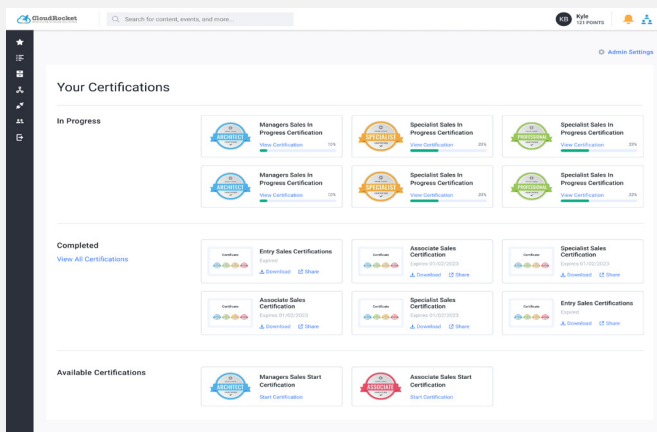 CloudRocket
Search for content, events, and more...
KB
Kyle
121 POINTS
Admin Settings
Your Certifications
In Progress
ARCHITECT
Managers Sales In
Progress Certification
View Certification 12%
SPECIALIST
Specialist Sales In
Progress Certification
View Certification 33%
PROFESSIONAL
Specialist Sales In
Progress Certification
View Certification 33%
ARCHITECT
Managers Sales In
Progress Certification
View Certification 12%
SPECIALIST
Specialist Sales In
Progress Certification
View Certification 33%
PROFESSIONAL
Specialist Sales In
Progress Certification
View Certification 33%
Completed
View All Certifications
Certificate
Entry Sales Certifications
Expired
Download Share
Certificate
Associate Sales
Certification
Expires 01/02/2023
Download Share
Certificate
Specialist Sales
Certification
Expires 01/02/2023
Download Share
Certificate
Associate Sales
Certification
Expires 01/02/2023
Download Share
Certificate
Specialist Sales
Certification
Expires 01/02/2023
Download Share
Certificate
Entry Sales Certifications
Expired
Download Share
Available Certifications
ARCHITECT
Managers Sales Start
Certification
Start Certification
ASSOCIATE
Associate Sales Start
Certification
Start Certification